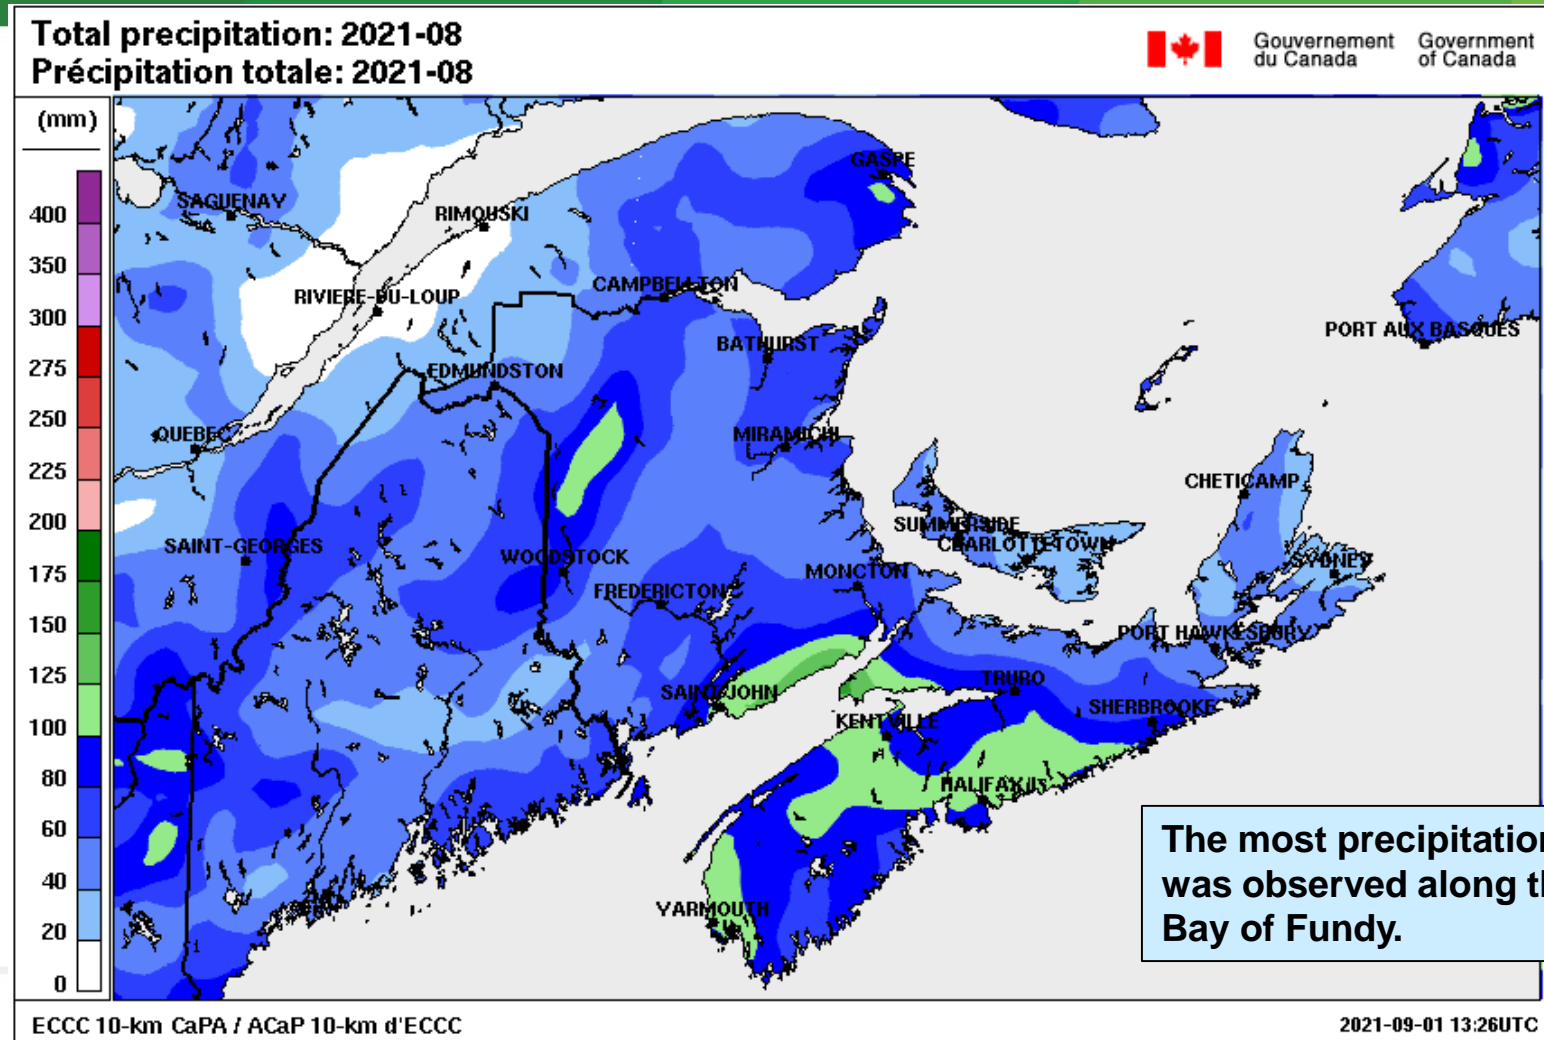 Total precipitation: 2021-08
Précipitation totale: 2021-08
Gouvernement du Canada
Government of Canada
(mm)
400
350
300
275
250
225
200
175
150
125
100
80
60
40
20
0
GASPE
SAGUENAY
RIMOUSKI
CAMPBELLTON
RIVIERE-DU-LOUP
PORT AUX BASQUES
BATHURST
EDMUNDSTON
QUEBEC
MIRAMICHI
CHETICAMP
SUMMERSIDE
CHARLOTTETOWN
SAINT-GEORGES
WOODSTOCK
SYDNEY
MONCTON
FREDERICTON
PORT HAWKESBURY
TRURO
SAINT JOHN
SHERBROOKE
KENTVILLE
HALIFAX
YARMOUTH
The most precipitation
was observed along
Bay of Fundy.
ECCC 10-km CaPA / ACaP 10-km d'ECCC
2021-09-01 13:26UTC